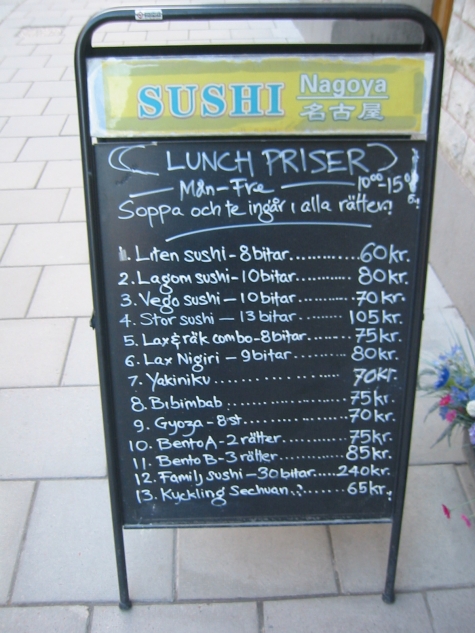 SUSHI Nagoya
名古屋
LUNCH PRISER
Mån-Fre 10⁰⁰-15⁰⁰
Soppa och te ingår i alla rätter!
1. Liten sushi - 8 bitar............60 kr.
2. Lagom sushi - 10 bitar..........80 kr.
3. Vego sushi - 10 bitar..........70 kr.
4. Stor sushi - 13 bitar..........105 kr.
5. Lax & räk combo - 8 bitar.......75 kr.
6. Lax Nigiri - 9 bitar..........80 kr.
7. Yakiniku................70 kr.
8. Bibimbab................75 kr.
9. Gyoza - 8 st...............70 kr.
10. Bento A - 2 rätter..........75 kr.
11. Bento B - 3 rätter..........85 kr.
12. Family sushi - 30 bitar.....240 kr.
13. Kyckling Sechuan..........65 kr.